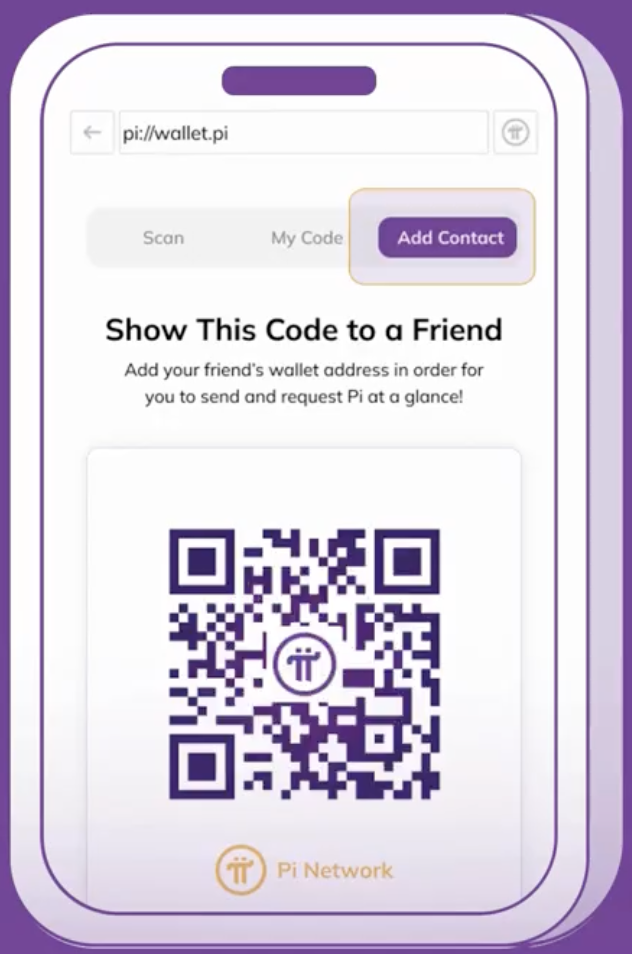 pi://wallet.pi
Scan
My Code
Add Contact
Show This Code to a Friend
Add your friend's wallet address in order for
you to send and request Pi at a glance!
Pi Network